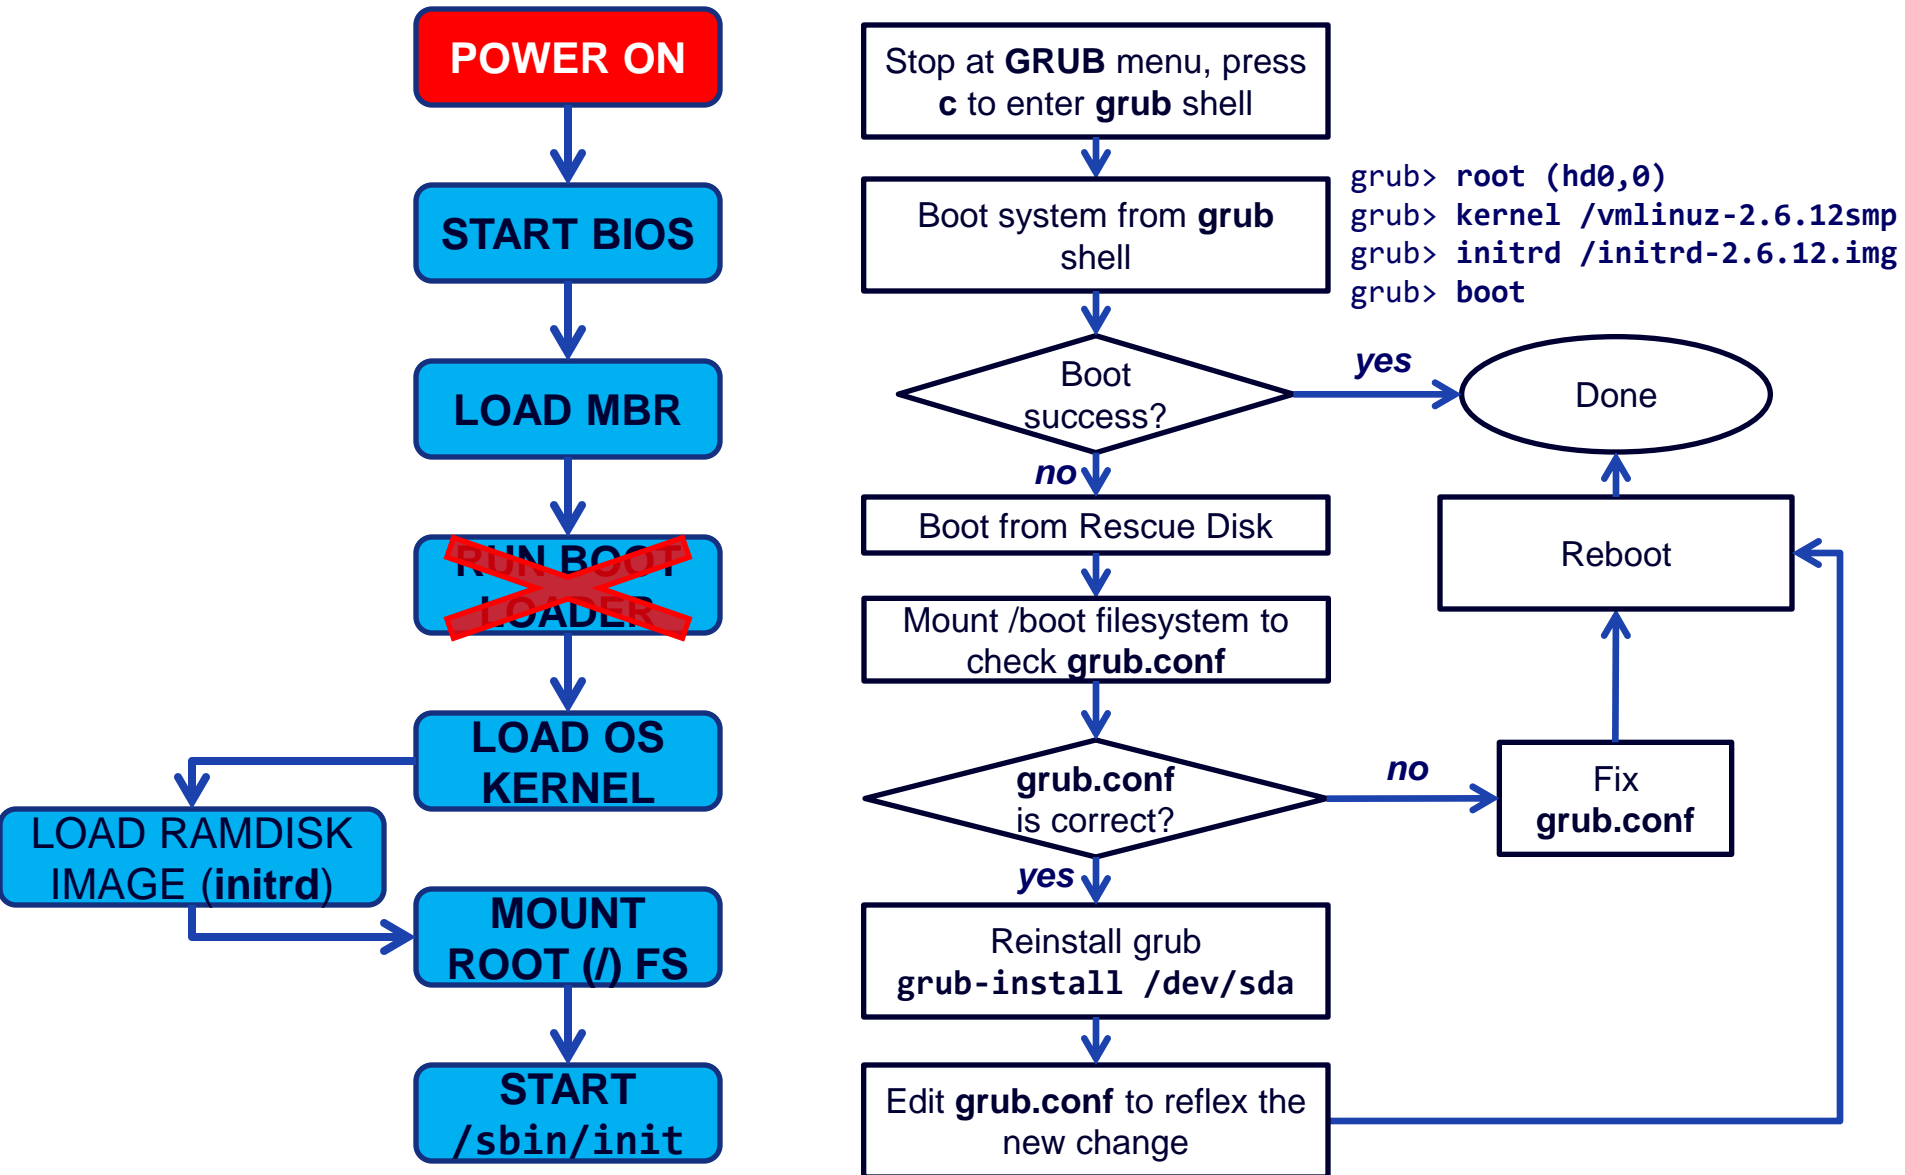 POWER ON
START BIOS
LOAD MBR
RUN BOOT
LOADER
LOAD OS
KERNEL
LOAD RAMDISK
IMAGE (initrd)
MOUNT
ROOT (/) FS
START
/sbin/init
Stop at GRUB menu, press
c to enter grub shell
Boot system from grub
shell
grub> root (hd0,0)
grub> kernel /vmlinuz-2.6.12smp
grub> initrd /initrd-2.6.12.img
grub> boot
Boot
success?
yes
Done
no
Boot from Rescue Disk
Reboot
Mount /boot filesystem to
check grub.conf
grub.conf
is correct?
no
Fix
grub.conf
yes
Reinstall grub
grub-install /dev/sda
Edit grub.conf to reflex the
new change